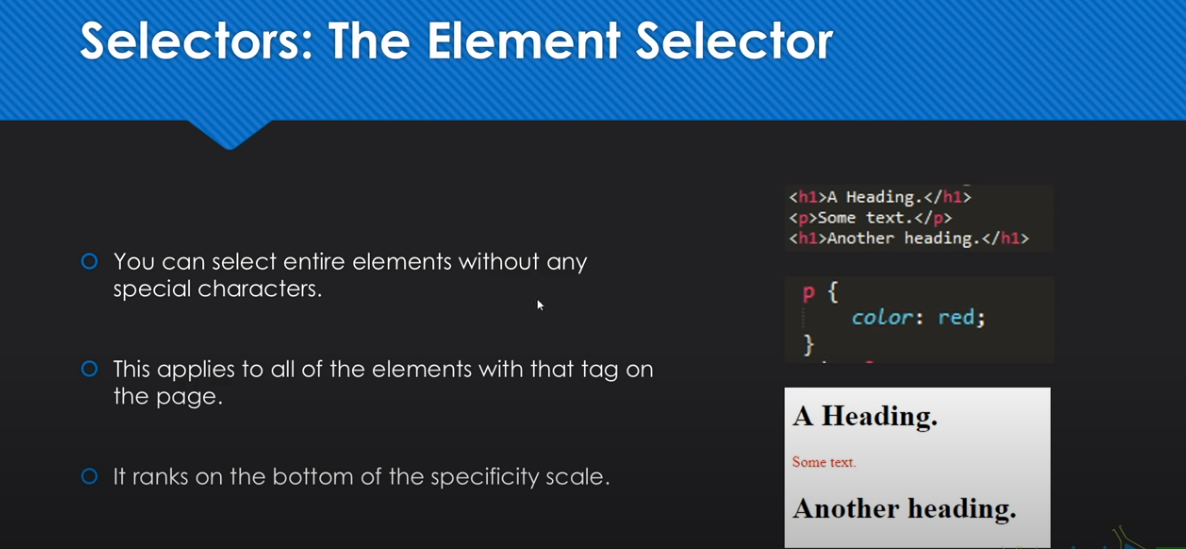 Selectors: The Element Selector
You can select entire elements without any
special characters.
This applies to all of the elements with that tag on
the page.
It ranks on the bottom of the specificity scale.
<h1>A Heading.</h1>
<p>Some text.</p>
<h1>Another heading.</h1>
p {
color: red;
}
A Heading.
Some text.
Another heading.